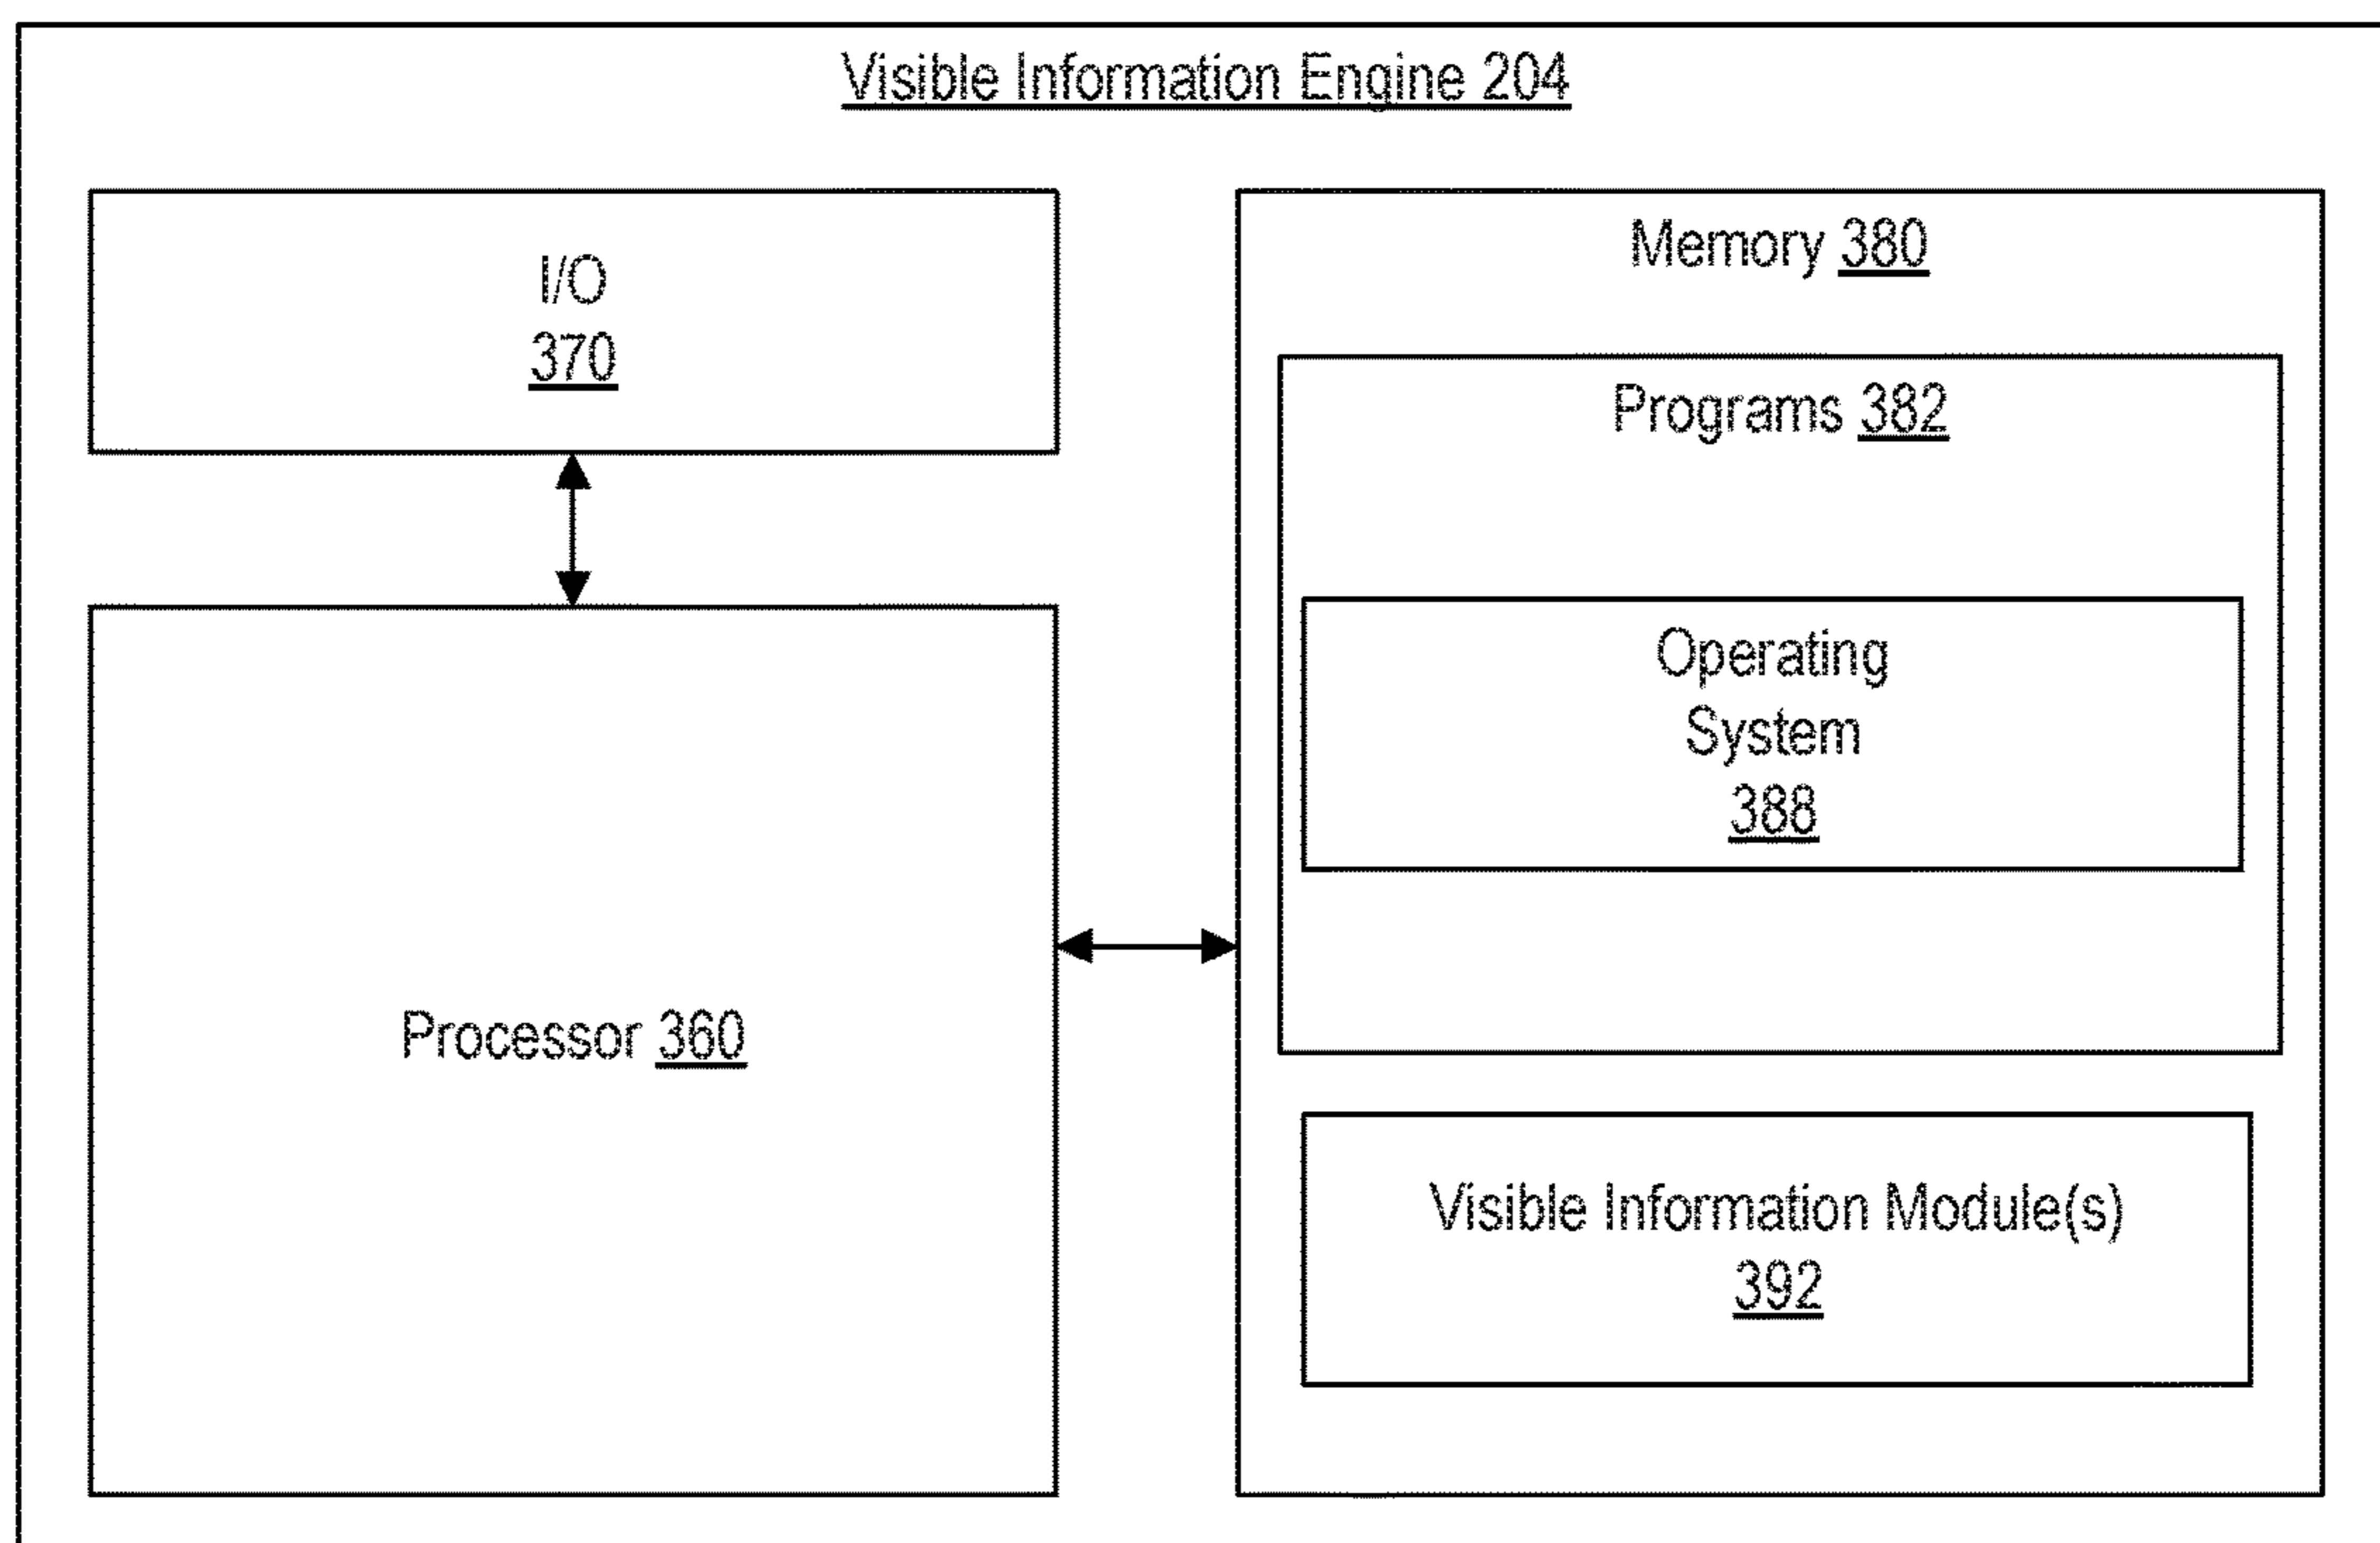 Visible Information Engine 204
I/O
370
Processor 360
Memory 380
Programs 382
Operating
System
388
Visible Information Module(s)
392